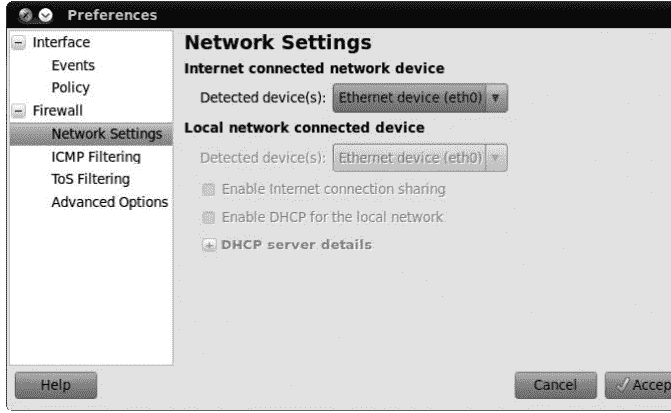 Preferences
Interface
Events
Policy
Firewall
Network Settings
ICMP Filtering
ToS Filtering
Advanced Options
Network Settings
Internet connected network device
Detected device(s): Ethernet device (eth0)
Local network connected device
Detected device(s): Ethernet device (eth0)
Enable Internet connection sharing
Enable DHCP for the local network
DHCP server details
Help
Cancel
Accep